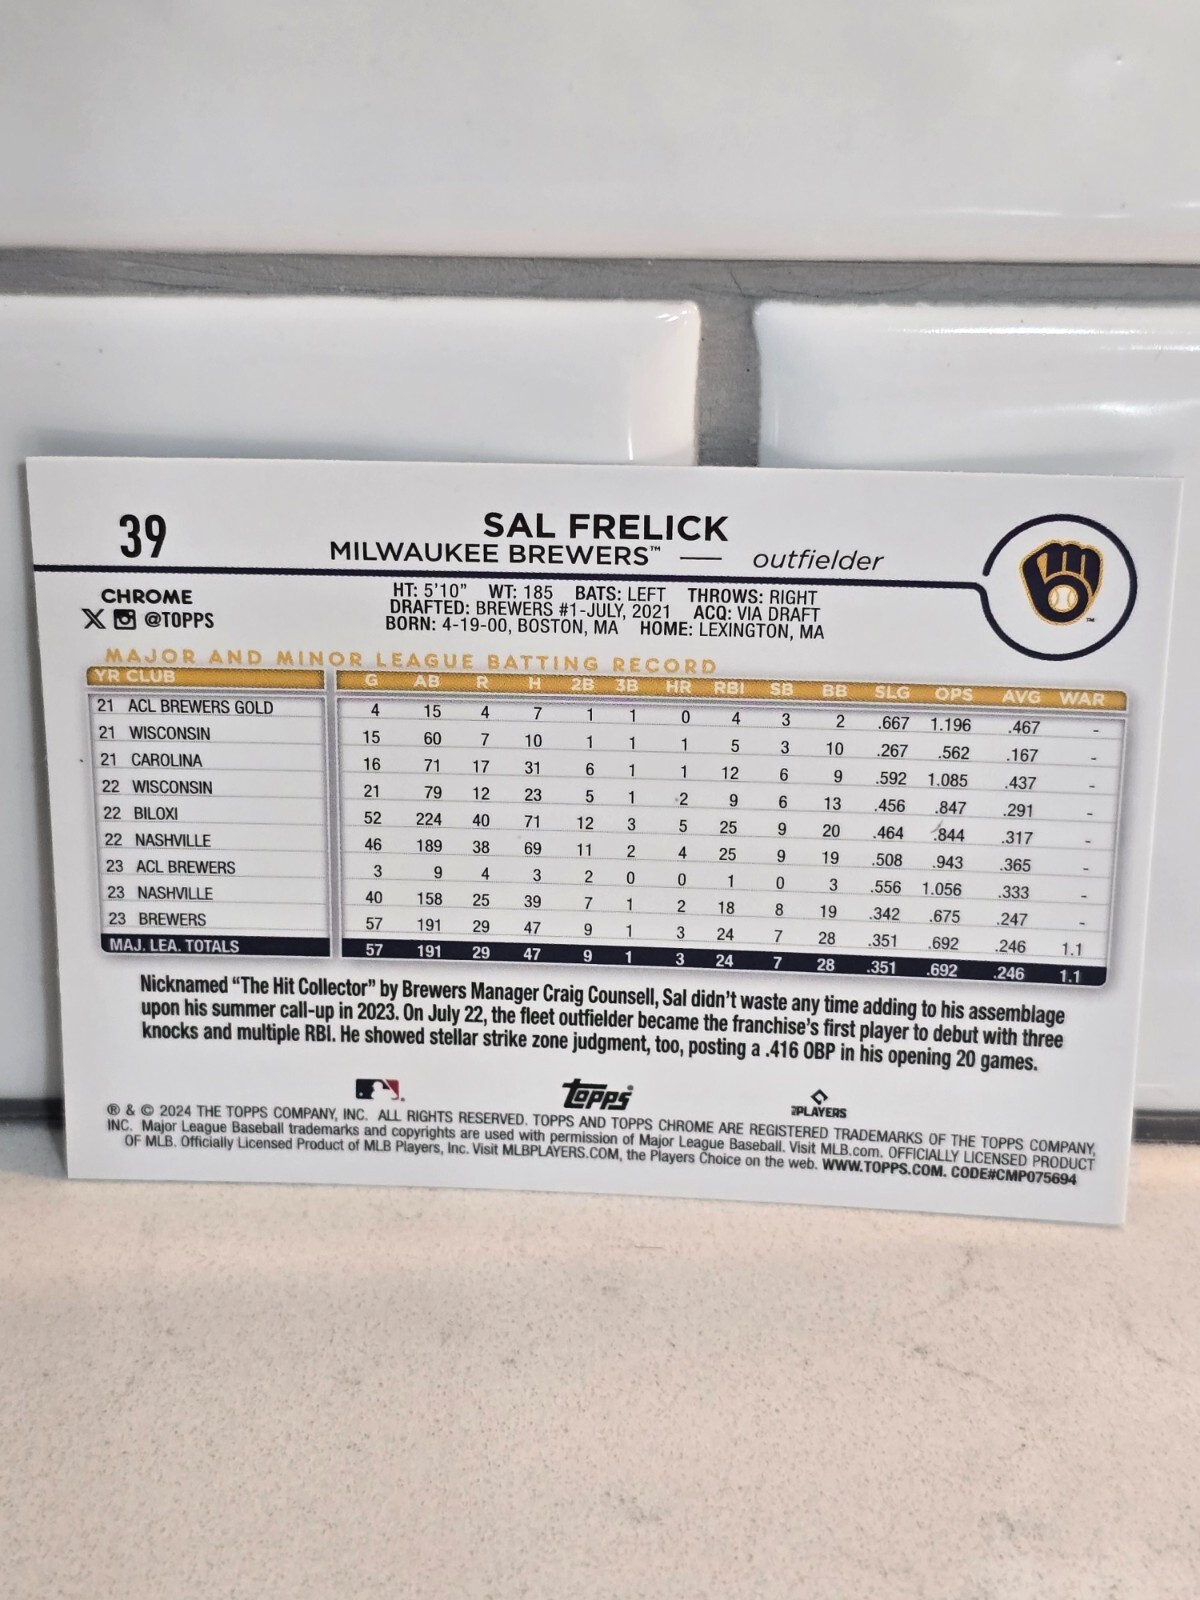 39
SAL FRELICK
MILWAUKEE BREWERS™ — outfielder
CHROME
@TOPPS
HT: 5'10" WT: 185 BATS: LEFT THROWS: RIGHT
DRAFTED: BREWERS #1-JULY, 2021 ACQ: VIA DRAFT
BORN: 4-19-00, BOSTON, MA HOME: LEXINGTON, MA
TM
MAJOR AND MINOR LEAGUE BATTING RECORD
YR CLUB G AB R H 2B 3B HR RBI SB BB SLG OPS AVG WAR
21 ACL BREWERS GOLD 4 15 4 7 1 1 0 4 3 2 .667 1.196 .467 -
21 WISCONSIN 15 60 7 10 1 1 1 5 3 10 .267 .562 .167 -
21 CAROLINA 16 71 17 31 6 1 1 12 6 9 .592 1.085 .437 -
22 WISCONSIN 21 79 12 23 5 1 2 9 6 13 .456 .847 .291 -
22 BILOXI 52 224 40 71 12 3 5 25 9 20 .464 .844 .317 -
22 NASHVILLE 46 189 38 69 11 2 4 25 9 19 .508 .943 .365 -
23 ACL BREWERS 3 9 4 3 2 0 0 1 0 3 .556 1.056 .333 -
23 NASHVILLE 40 158 25 39 7 1 2 18 8 19 .342 .675 .247 -
23 BREWERS 57 191 29 47 9 1 3 24 7 28 .351 .692 .246 1.1
MAJ. LEA. TOTALS 57 191 29 47 9 1 3 24 7 28 .351 .692 .246 1.1
Nicknamed “The Hit Collector” by Brewers Manager Craig Counsell, Sal didn’t waste any time adding to his assemblage
upon his summer call-up in 2023. On July 22, the fleet outfielder became the franchise’s first player to debut with three
knocks and multiple RBI. He showed stellar strike zone judgment, too, posting a .416 OBP in his opening 20 games.
topps
PLAYERS
® & © 2024 THE TOPPS COMPANY, INC. ALL RIGHTS RESERVED. TOPPS AND TOPPS CHROME ARE REGISTERED TRADEMARKS OF THE TOPPS COMPANY,
INC. Major League Baseball trademarks and copyrights are used with permission of Major League Baseball. Visit MLB.com. OFFICIALLY LICENSED PRODUCT
OF MLB. Officially Licensed Product of MLB Players, Inc. Visit MLBPLAYERS.COM, the Players Choice on the web. WWW.TOPPS.COM. CODE#CMP075694